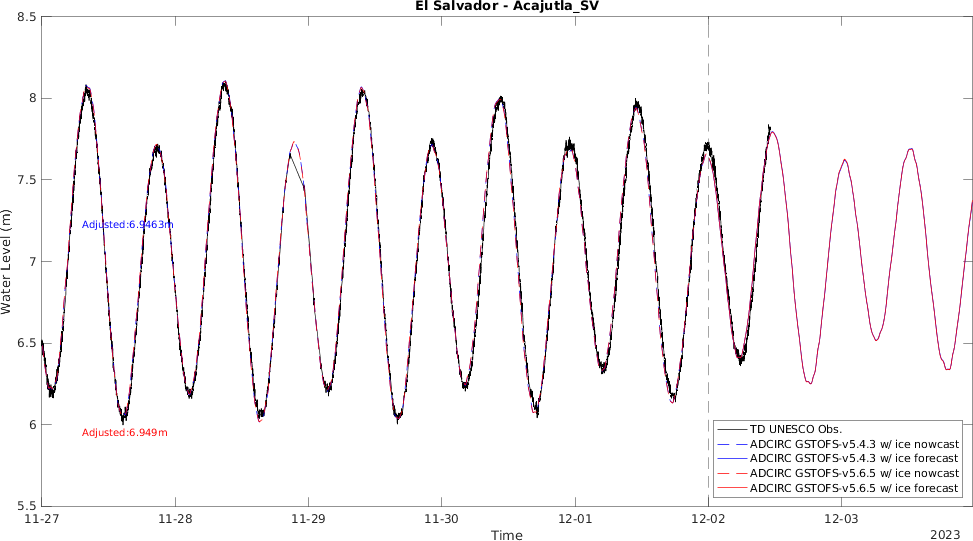 El Salvador - Acajutla_SV
Water Level (m)
8.5
8
7.5
7
6.5
6
5.5
Adjusted:6.9463m
Adjusted:6.949m
TD UNESCO Obs.
ADCIRC GSTOFS-v5.4.3 w/ ice nowcast
ADCIRC GSTOFS-v5.4.3 w/ ice forecast
ADCIRC GSTOFS-v5.6.5 w/ ice nowcast
ADCIRC GSTOFS-v5.6.5 w/ ice forecast
11-27 11-28 11-29 11-30 12-01 12-02 12-03
Time
2023